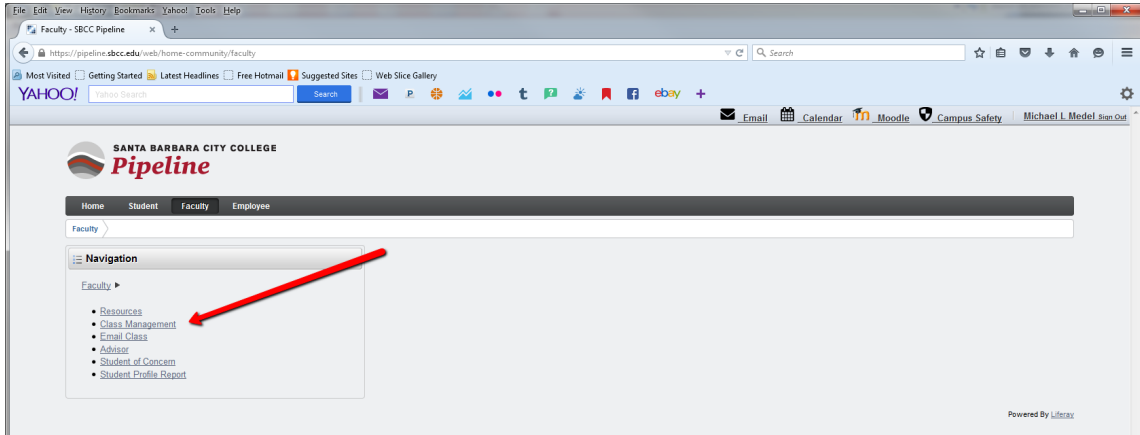 File Edit View History Bookmarks Yahoo! Tools Help
Faculty - SBCC Pipeline × +
https://pipeline.sbcc.edu/web/home-community/faculty Search
Most Visited Getting Started Latest Headlines Free Hotmail Suggested Sites Web Slice Gallery
YAHOO! Yahoo Search Search ebay +
Email Calendar Moodle Campus Safety Michael L Medel Sign Out
SANTA BARBARA CITY COLLEGE
Pipeline
Home Student Faculty Employee
Faculty
Navigation
Faculty
• Resources
• Class Management
• Email Class
• Advisor
• Student of Concern
• Student Profile Report
Powered By Liferay